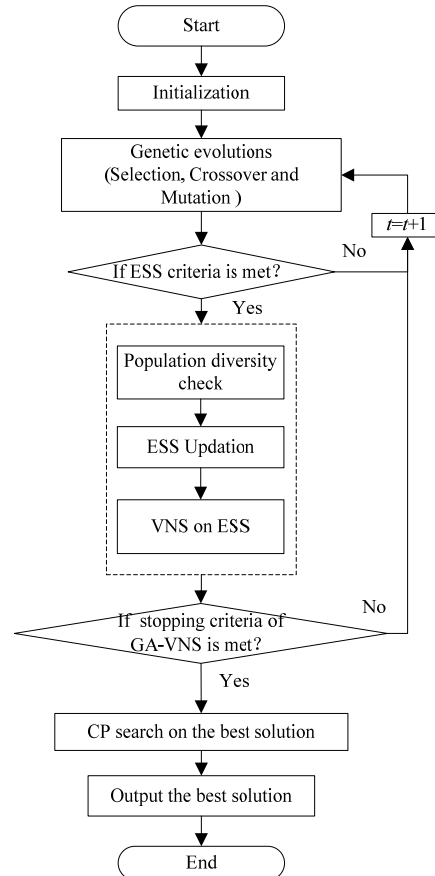 Start
Initialization
Genetic evolutions
(Selection, Crossover and
Mutation )
t=t+1
No
If ESS criteria is met?
Yes
Population diversity
check
ESS Updation
VNS on ESS
No
If stopping criteria of
GA-VNS is met?
Yes
CP search on the best solution
Output the best solution
End